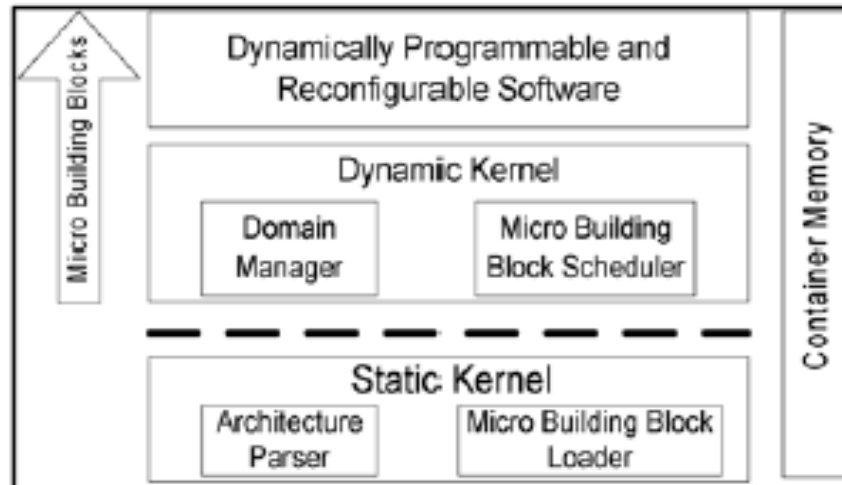 Micro Building Blocks
Dynamically Programmable and
Reconfigurable Software
Dynamic Kernel
Domain
Manager
Micro Building
Block Scheduler
Static Kernel
Architecture
Parser
Micro Building Block
Loader
Container Memory